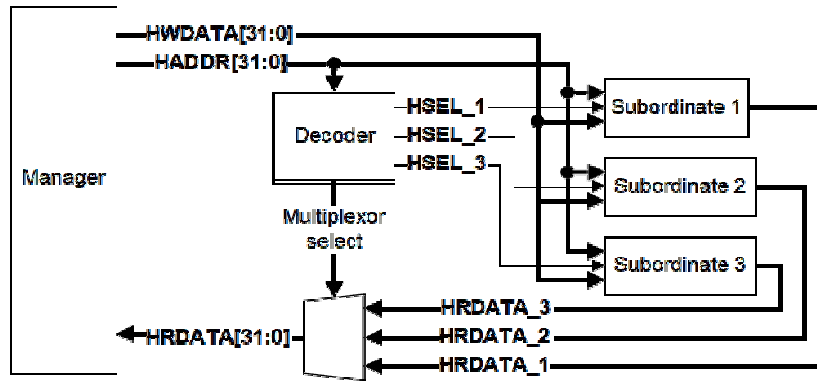 HWDATA[31:0]
HADDR[31:0]
HSEL_1
Subordinate 1
Decoder
HSEL_2
HSEL_3
Manager
Subordinate 2
Multiplexor
select
Subordinate 3
HRDATA_3
HRDATA[31:0]
HRDATA_2
HRDATA_1